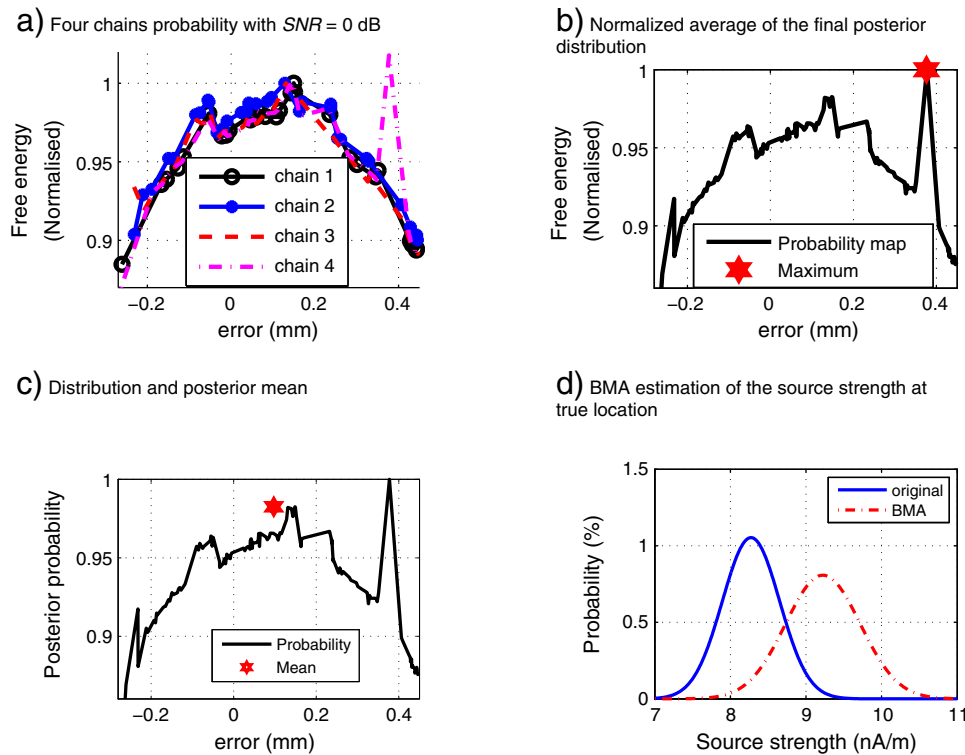 a) Four chains probability with SNR = 0 dB
Free energy
(Normalised)
1
0.95
0.9
chain 1
chain 2
chain 3
chain 4
−0.2 0 0.2 0.4
error (mm)
b) Normalized average of the final posterior
distribution
Free energy
(Normalised)
1
0.95
0.9
Probability map
Maximum
−0.2 0 0.2 0.4
error (mm)
c) Distribution and posterior mean
Posterior probability
1
0.95
0.9
Probability
Mean
−0.2 0 0.2 0.4
error (mm)
d) BMA estimation of the source strength at
true location
Probability (%)
1.5
1
0.5
0
original
BMA
7 8 9 10 11
Source strength (nA/m)